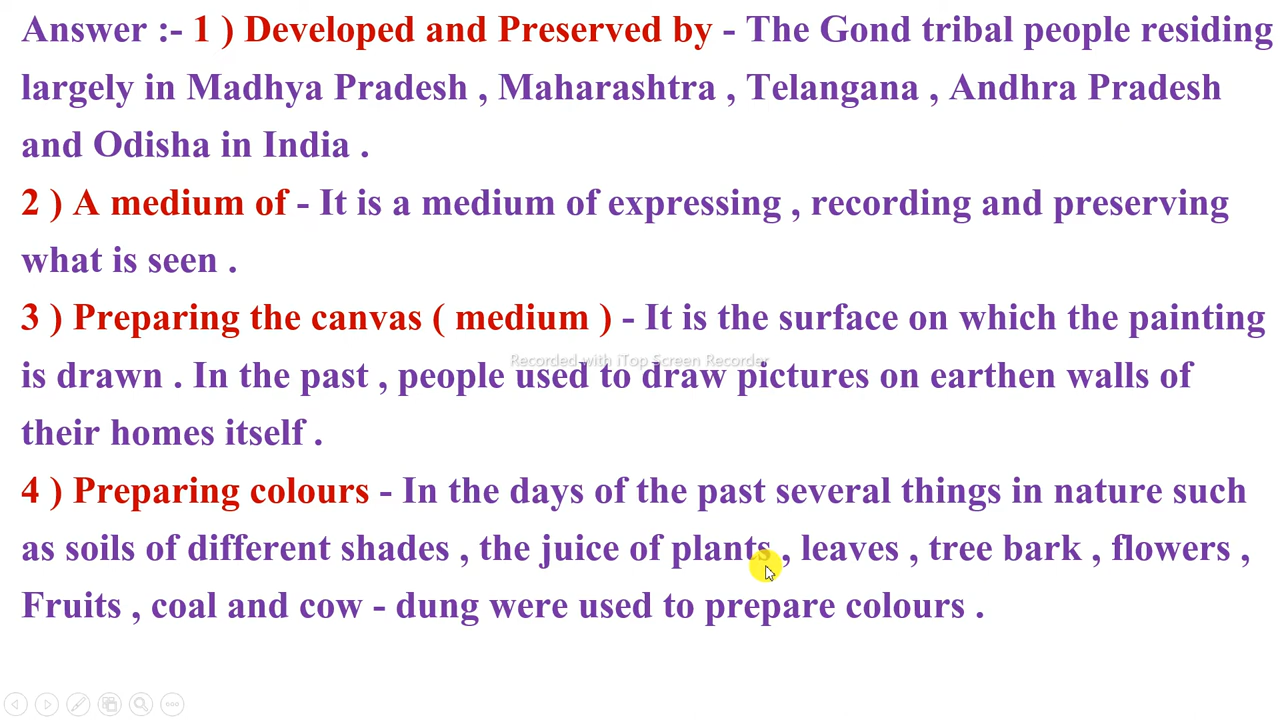 Answer :- 1 ) Developed and Preserved by - The Gond tribal people residing
largely in Madhya Pradesh , Maharashtra , Telangana , Andhra Pradesh
and Odisha in India .
2 ) A medium of - It is a medium of expressing , recording and preserving
what is seen .
3 ) Preparing the canvas ( medium ) - It is the surface on which the painting
Recorded with iTop Screen Recorder
is drawn . In the past , people used to draw pictures on earthen walls of
their homes itself .
4 ) Preparing colours - In the days of the past several things in nature such
as soils of different shades , the juice of plants , leaves , tree bark , flowers ,
Fruits , coal and cow - dung were used to prepare colours .